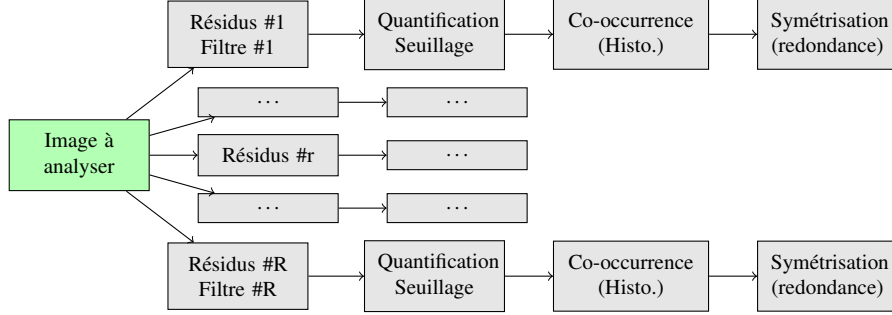 Résidus #1
Filtre #1
Quantification
Seuillage
Co-occurrence
(Histo.)
Symétrisation
(redondance)
· · ·
· · ·
Image à
analyser
Résidus #r
· · ·
· · ·
· · ·
Résidus #R
Filtre #R
Quantification
Seuillage
Co-occurrence
(Histo.)
Symétrisation
(redondance)